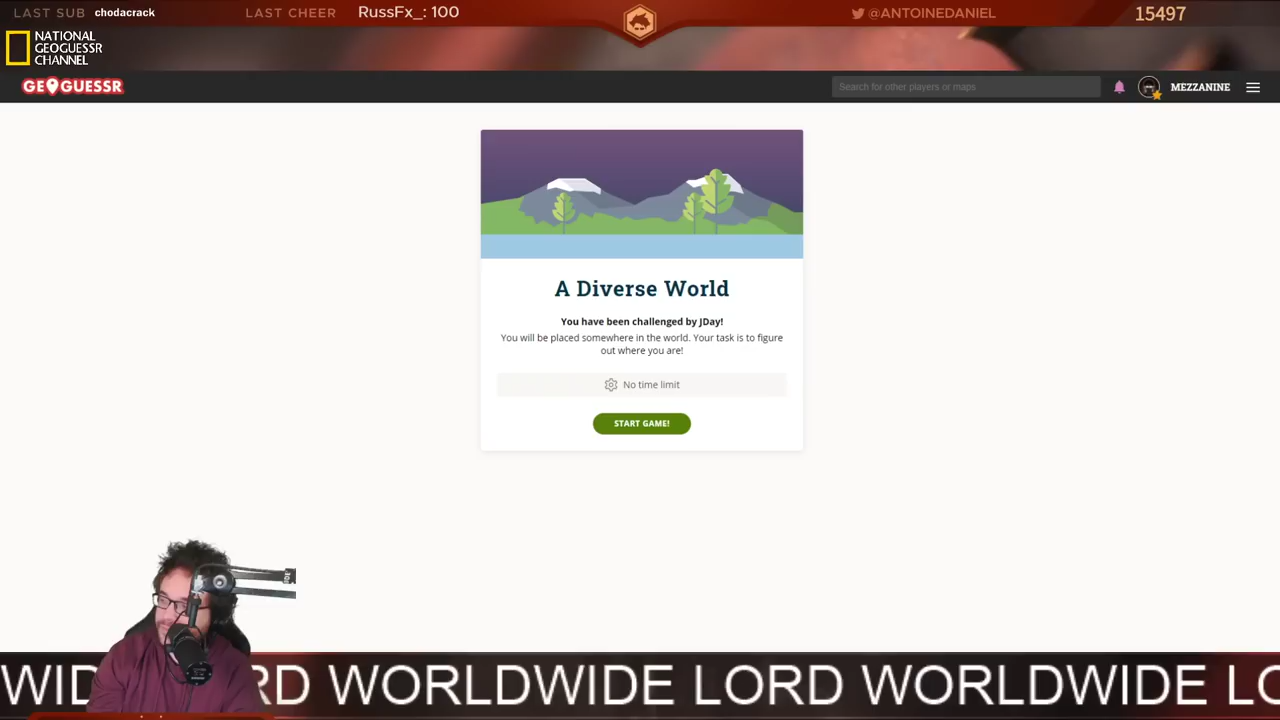 LAST SUB chodacrack LAST CHEER RussFx_: 100 @ANTOINEDANIEL 15497
NATIONAL
GEOGUESSR
CHANNEL
GEOGUESSR Search for other players or maps MEZZANINE
A Diverse World
You have been challenged by JDay!
You will be placed somewhere in the world. Your task is to figure
out where you are!
No time limit
START GAME!
WID RD WORLDWIDE LORD WORLDWIDE LO